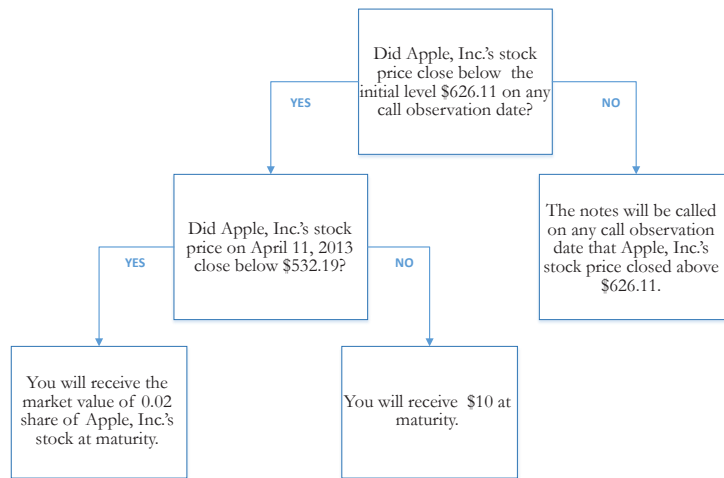 Did Apple, Inc.'s stock
price close below the
initial level $626.11 on any
call observation date?
YES
NO
Did Apple, Inc.'s stock
price on April 11, 2013
close below $532.19?
The notes will be called
on any call observation
date that Apple, Inc.'s
stock price closed above
$626.11.
YES
NO
You will receive the
market value of 0.02
share of Apple, Inc.'s
stock at maturity.
You will receive $10 at
maturity.